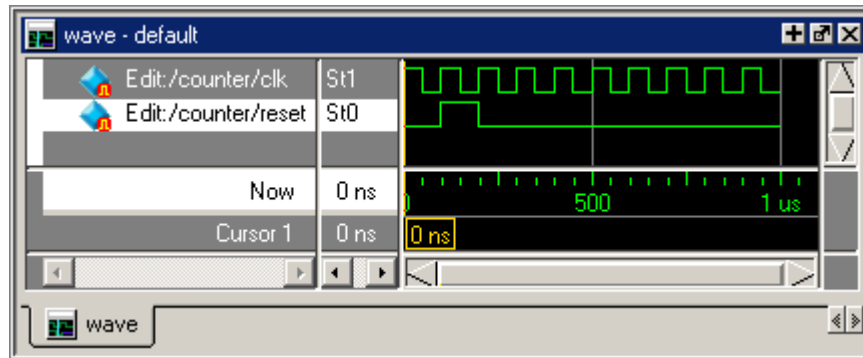 wave - default
Edit:/counter/clk St1
Edit:/counter/reset St0
Now 0 ns 500 1 us
Cursor 1 0 ns 0 ns
wave